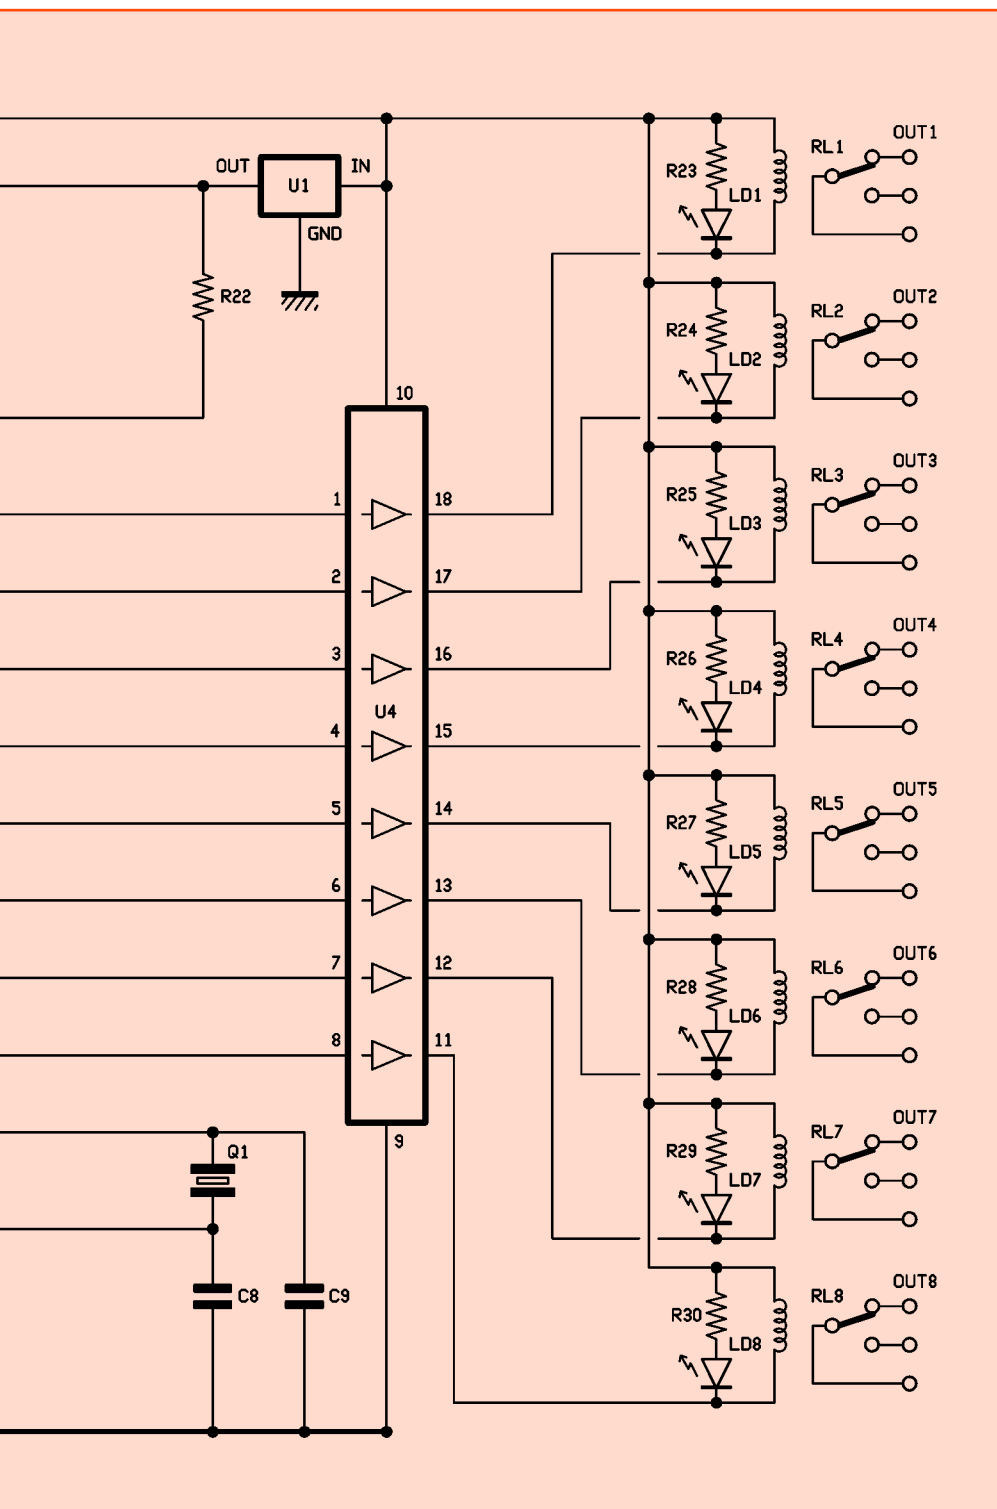 OUT1
RL1
OUT
U1
IN
R23
LD1
GND
R22
OUT2
RL2
R24
LD2
10
OUT3
RL3
R25
LD3
1
18
2
17
OUT4
RL4
R26
LD4
3
16
U4
4
15
OUT5
RL5
R27
LD5
5
14
6
13
OUT6
RL6
R28
LD6
7
12
8
11
OUT7
RL7
R29
LD7
9
Q1
OUT8
RL8
R30
LD8
C8
C9